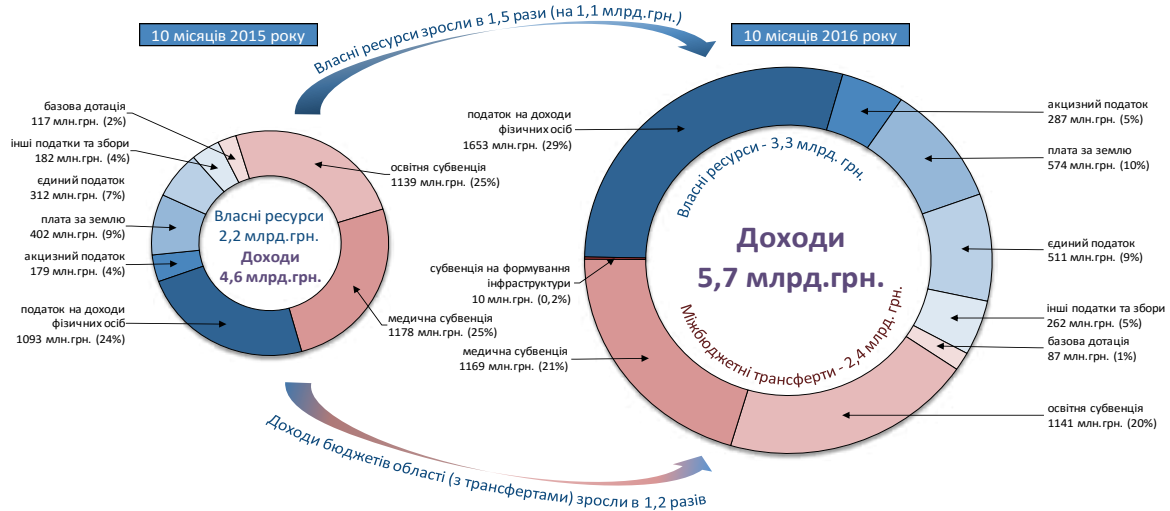 10 місяців 2015 року
Власні ресурси зросли в 1,5 рази (на 1,1 млрд.грн.)
10 місяців 2016 року
базова дотація
117 млн.грн. (2%)
інші податки та збори
182 млн.грн. (4%)
єдиний податок
312 млн.грн. (7%)
плата за землю
402 млн.грн. (9%)
акцизний податок
179 млн.грн. (4%)
податок на доходи
фізичних осіб
1093 млн.грн. (24%)
освітня субвенція
1139 млн.грн. (25%)
медична субвенція
1178 млн.грн. (25%)
Власні ресурси
2,2 млрд.грн.
Доходи
4,6 млрд.грн.
податок на доходи
фізичних осіб
1653 млн.грн. (29%)
субвенція на формування
інфраструктури
10 млн.грн. (0,2%)
медична субвенція
1169 млн.грн. (21%)
Власні ресурси - 3,3 млрд. грн.
Доходи
5,7 млрд.грн.
Міжбюджетні трансферти - 2,4 млрд. грн.
акцизний податок
287 млн.грн. (5%)
плата за землю
574 млн.грн. (10%)
єдиний податок
511 млн.грн. (9%)
інші податки та збори
262 млн.грн. (5%)
базова дотація
87 млн.грн. (1%)
освітня субвенція
1141 млн.грн. (20%)
Доходи бюджетів області (з трансфертами) зросли в 1,2 разів